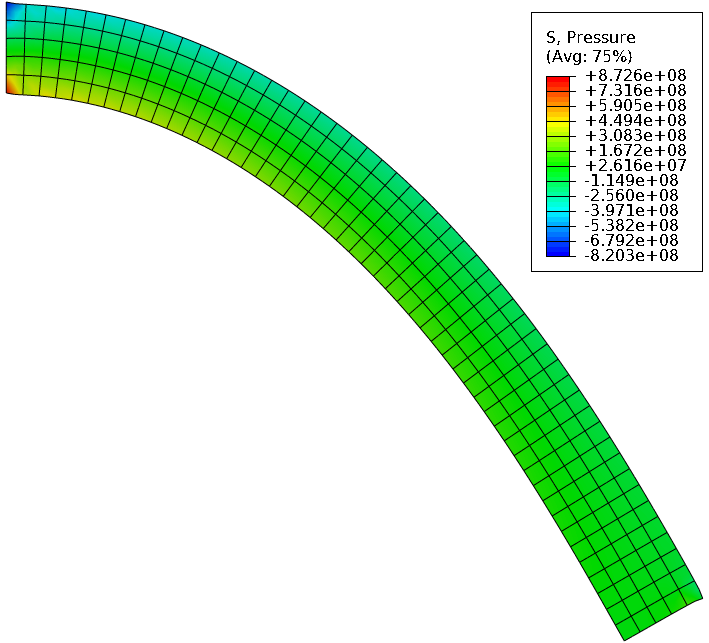 S, Pressure
(Avg: 75%)
+8.726e+08
+7.316e+08
+5.905e+08
+4.494e+08
+3.083e+08
+1.672e+08
+2.616e+07
-1.149e+08
-2.560e+08
-3.971e+08
-5.382e+08
-6.792e+08
-8.203e+08